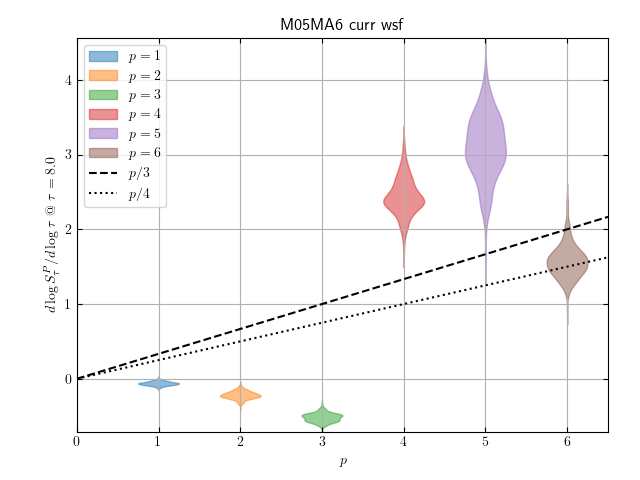 M05MA6 curr wsf
p = 1
p = 2
p = 3
p = 4
p = 5
p = 6
p/3
p/4
d log S_τ^P / d log τ @ τ = 8.0
4
3
2
1
0
0
1
2
3
4
5
6
p